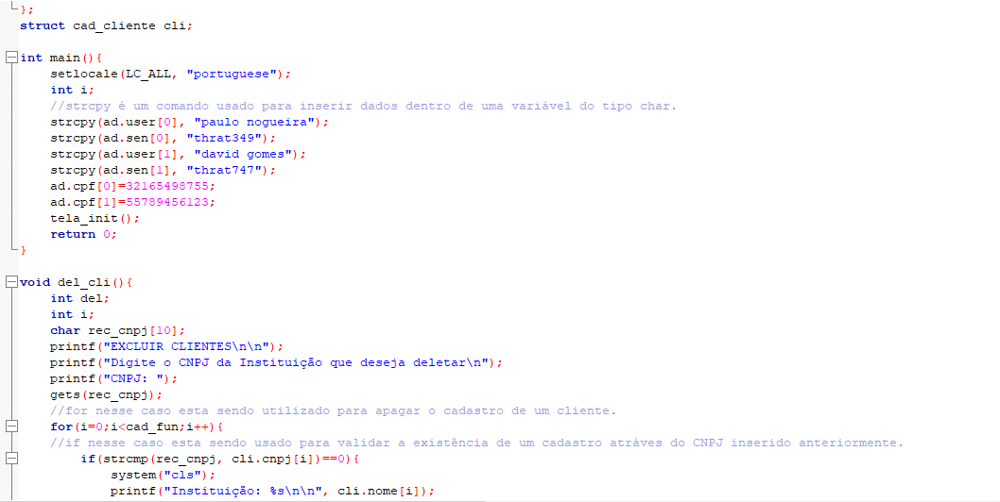 };
struct cad_cliente cli;
int main(){
setlocale(LC_ALL, "portuguese");
int i;
//strcpy é um comando usado para inserir dados dentro de uma variável do tipo char.
strcpy(ad.user[0], "paulo nogueira");
strcpy(ad.sen[0], "thrat349");
strcpy(ad.user[1], "david gomes");
strcpy(ad.sen[1], "thrat747");
ad.cpf[0]=32165498755;
ad.cpf[1]=55789456123;
tela_init();
return 0;
}
void del_cli(){
int del;
int i;
char rec_cnpj[10];
printf("EXCLUIR CLIENTES\n\n");
printf("Digite o CNPJ da Instituição que deseja deletar\n");
printf("CNPJ: ");
gets(rec_cnpj);
//for nesse caso esta sendo utilizado para apagar o cadastro de um cliente.
for(i=0;i<cad_fun;i++){
//if nesse caso esta sendo usado para validar a existência de um cadastro atráves do CNPJ inserido anteriormente.
if(strcmp(rec_cnpj, cli.cnpj[i])==0){
system("cls");
printf("Instituição: %s\n\n", cli.nome[i]);